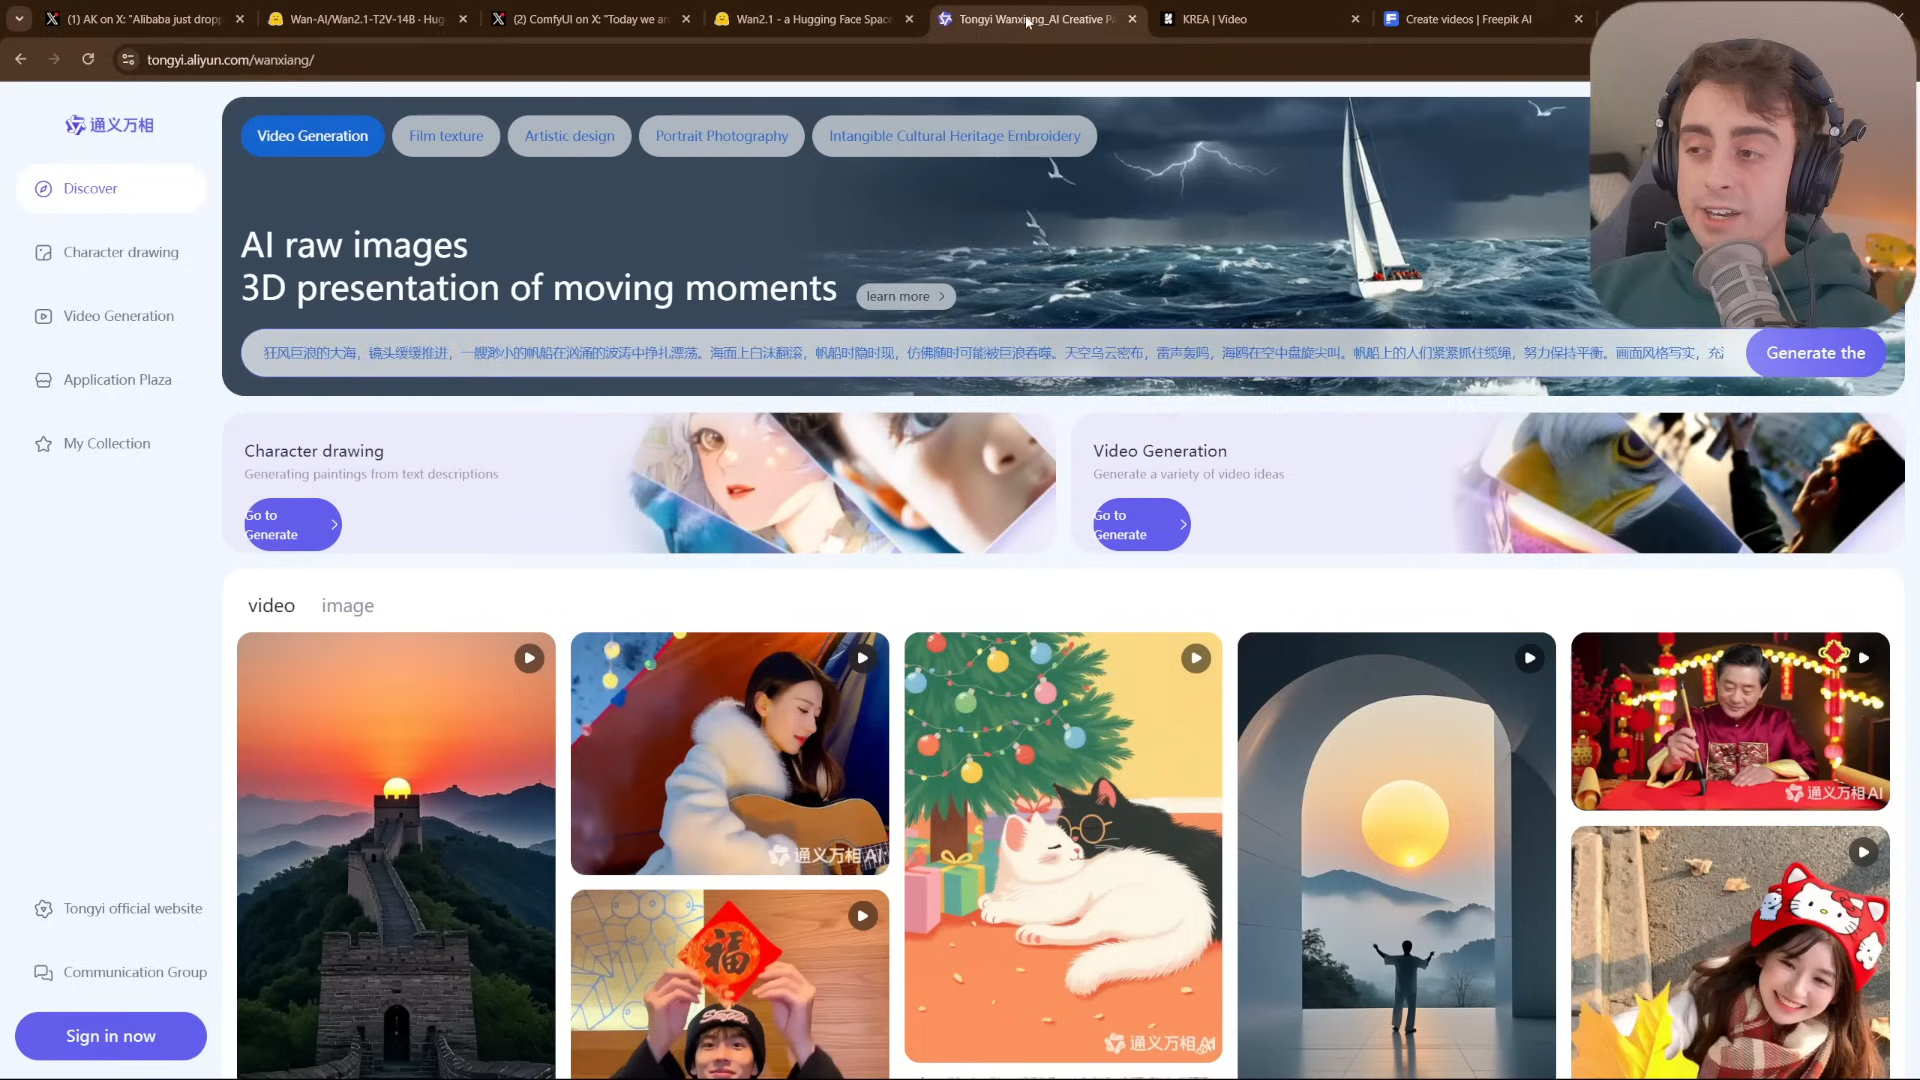 (1) AK on X: "Alibaba just dropp
Wan-AI/Wan2.1-T2V-14B · Hug
(2) ComfyUI on X: "Today we are
Wan2.1 - a Hugging Face Space
Tongyi Wanxiang_AI Creative Pa
KREA | Video
Create videos | Freepik AI
tongyi.aliyun.com/wanxiang/
通义万相
Discover
Character drawing
Video Generation
Application Plaza
My Collection
Tongyi official website
Communication Group
Sign in now
Video Generation
Film texture
Artistic design
Portrait Photography
Intangible Cultural Heritage Embroidery
AI raw images
3D presentation of moving moments
learn more
狂风巨浪的大海，镜头缓缓推进，一艘渺小的帆船在汹涌的波涛中挣扎漂荡。海面上白沫翻滚，帆船时隐时现，仿佛随时可能被巨浪吞噬。天空乌云密布，雷声轰鸣，海鸥在空中盘旋尖叫。帆船上的人们紧紧抓住缆绳，努力保持平衡。画面风格写实，充
Generate the
Character drawing
Generating paintings from text descriptions
Go to
Generate
Video Generation
Generate a variety of video ideas
Go to
Generate
video
image
通义万相AI
福
通义万相AI
通义万相AI